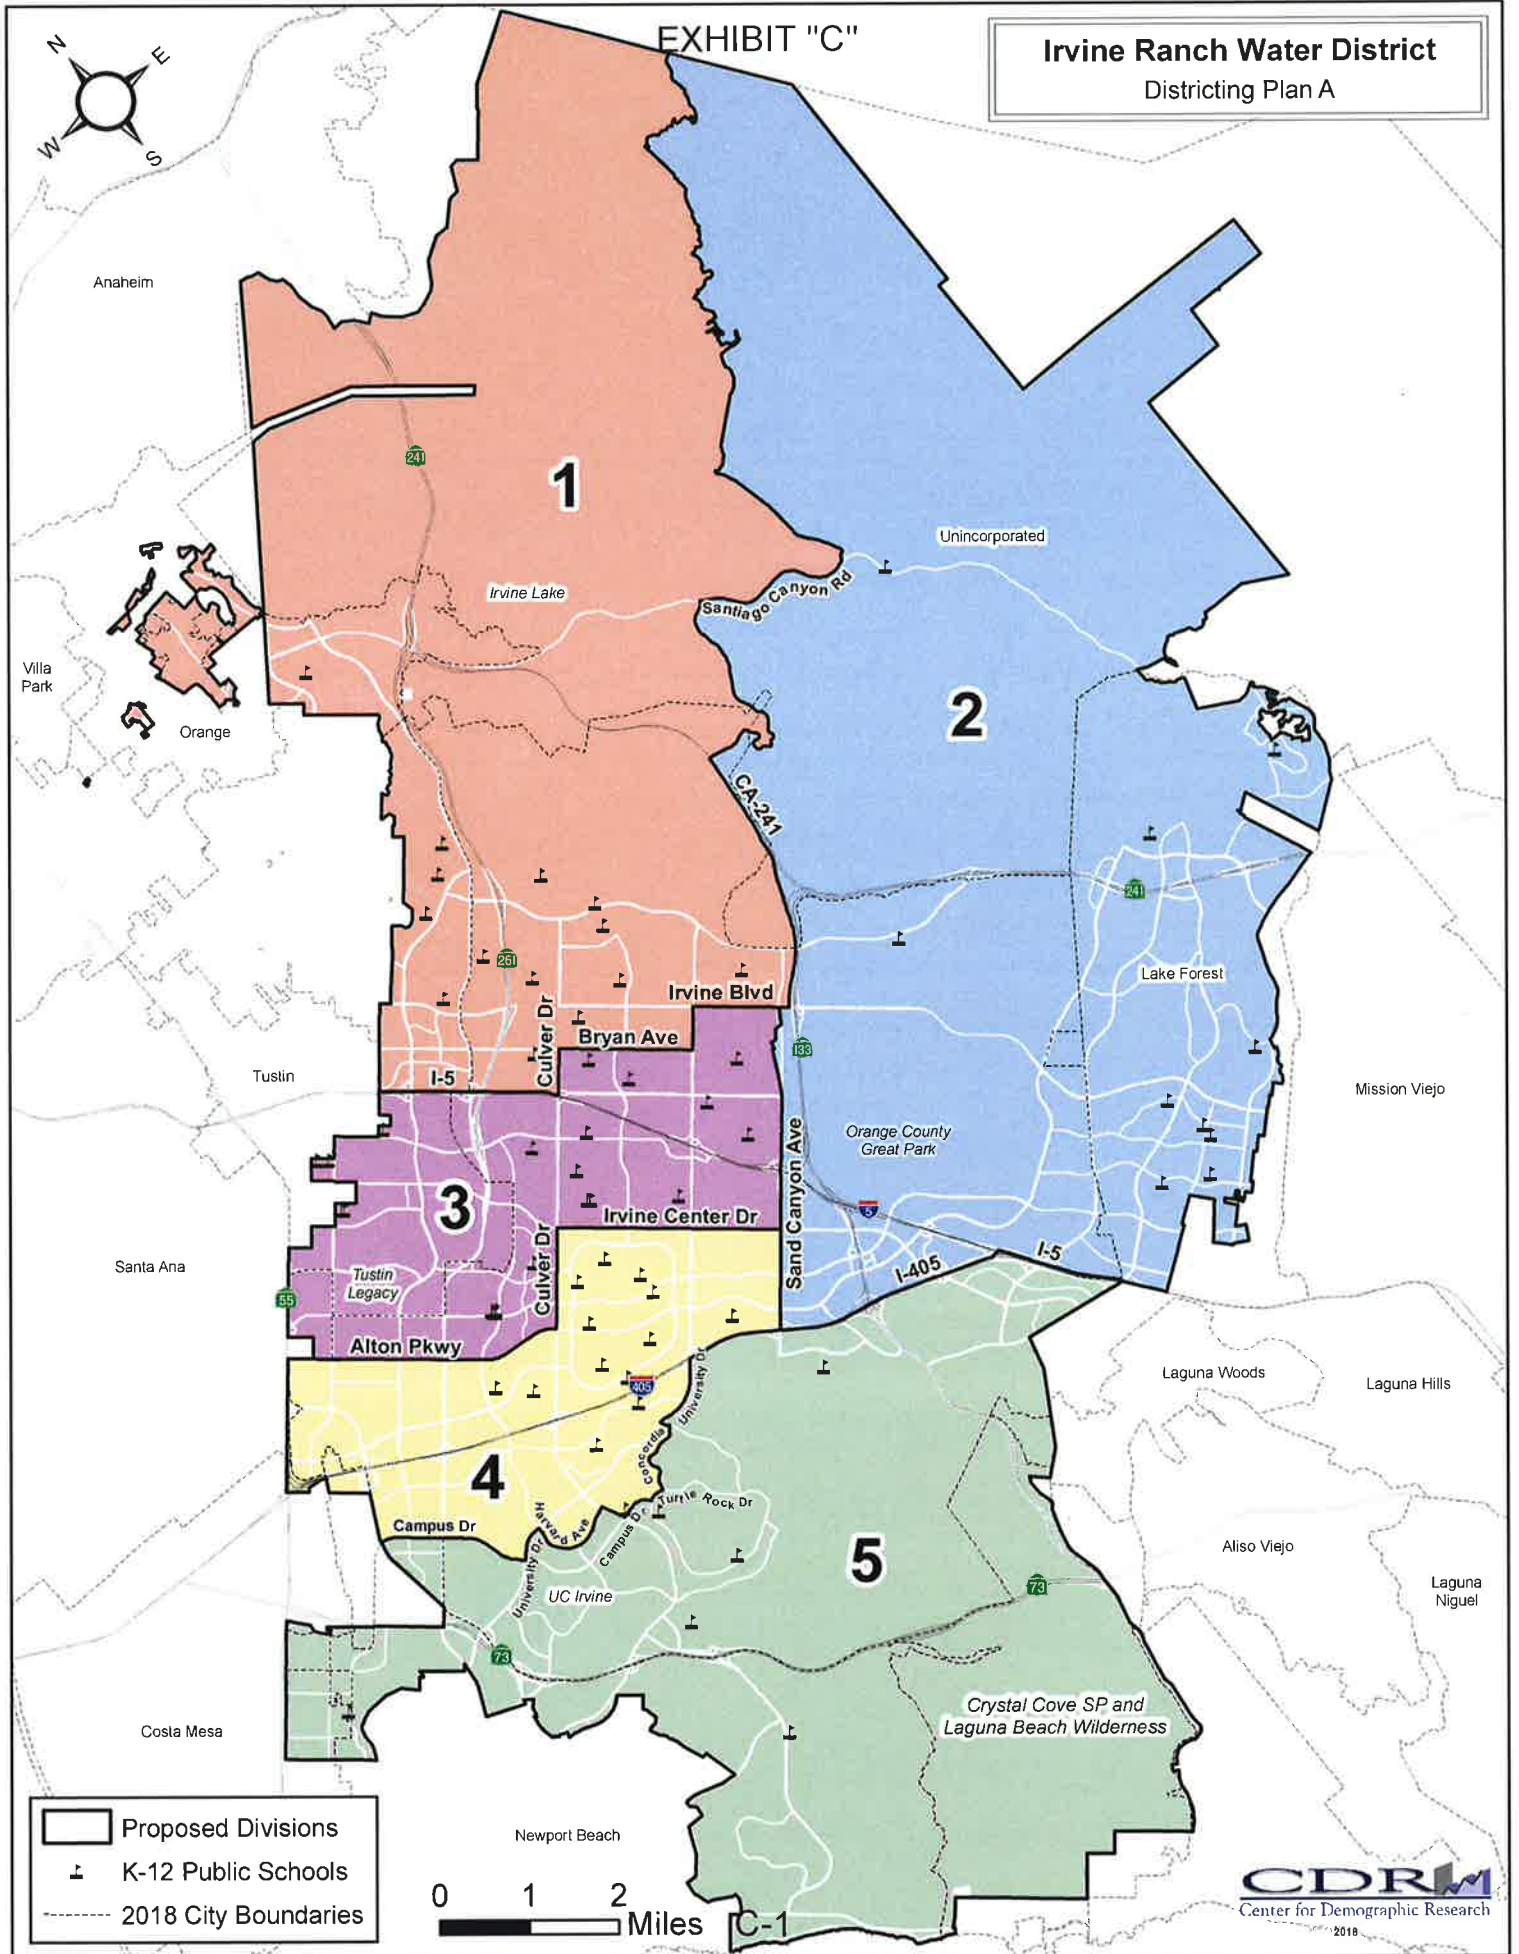 EXHIBIT "C"
Irvine Ranch Water District
Districting Plan A
N
E
W
S
Anaheim
241
1
Unincorporated
Irvine Lake
Santiago Canyon Rd
Villa
Park
Orange
2
CA-241
241
261
Lake Forest
Irvine Blvd
Culver Dr
Bryan Ave
133
I-5
Tustin
Mission Viejo
Orange County
Great Park
Sand Canyon Ave
3
5
Irvine Center Dr
Culver Dr
I-5
I-405
Santa Ana
Tustin
Legacy
55
Alton Pkwy
405
University Dr
Laguna Woods
Laguna Hills
Concordia
4
Turtle Rock Dr
Harvard Ave
Campus Dr
Campus Dr
University Dr
5
Aliso Viejo
UC Irvine
73
Laguna
Niguel
73
Crystal Cove SP and
Laguna Beach Wilderness
Costa Mesa
Newport Beach
Proposed Divisions
K-12 Public Schools
2018 City Boundaries
0 1 2
Miles
C-1
CDR
Center for Demographic Research
2018